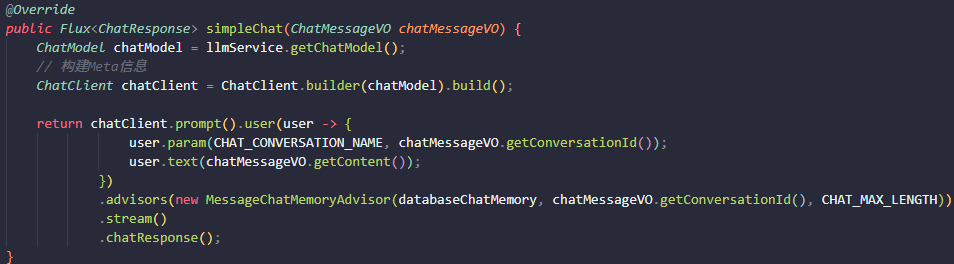 @Override
public Flux<ChatResponse> simpleChat(ChatMessageVO chatMessageVO) {
    ChatModel chatModel = llmService.getChatModel();
    // 构建Meta信息
    ChatClient chatClient = ChatClient.builder(chatModel).build();

    return chatClient.prompt().user(user -> {
                user.param(CHAT_CONVERSATION_NAME, chatMessageVO.getConversationId());
                user.text(chatMessageVO.getContent());
            })
            .advisors(new MessageChatMemoryAdvisor(databaseChatMemory, chatMessageVO.getConversationId(), CHAT_MAX_LENGTH))
            .stream()
            .chatResponse();
}